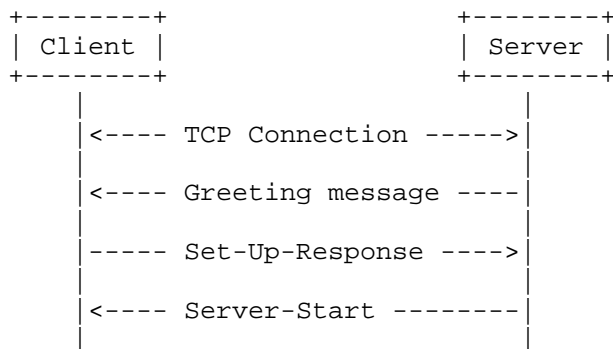 Client Server
TCP Connection
Greeting message
Set-Up-Response
Server-Start